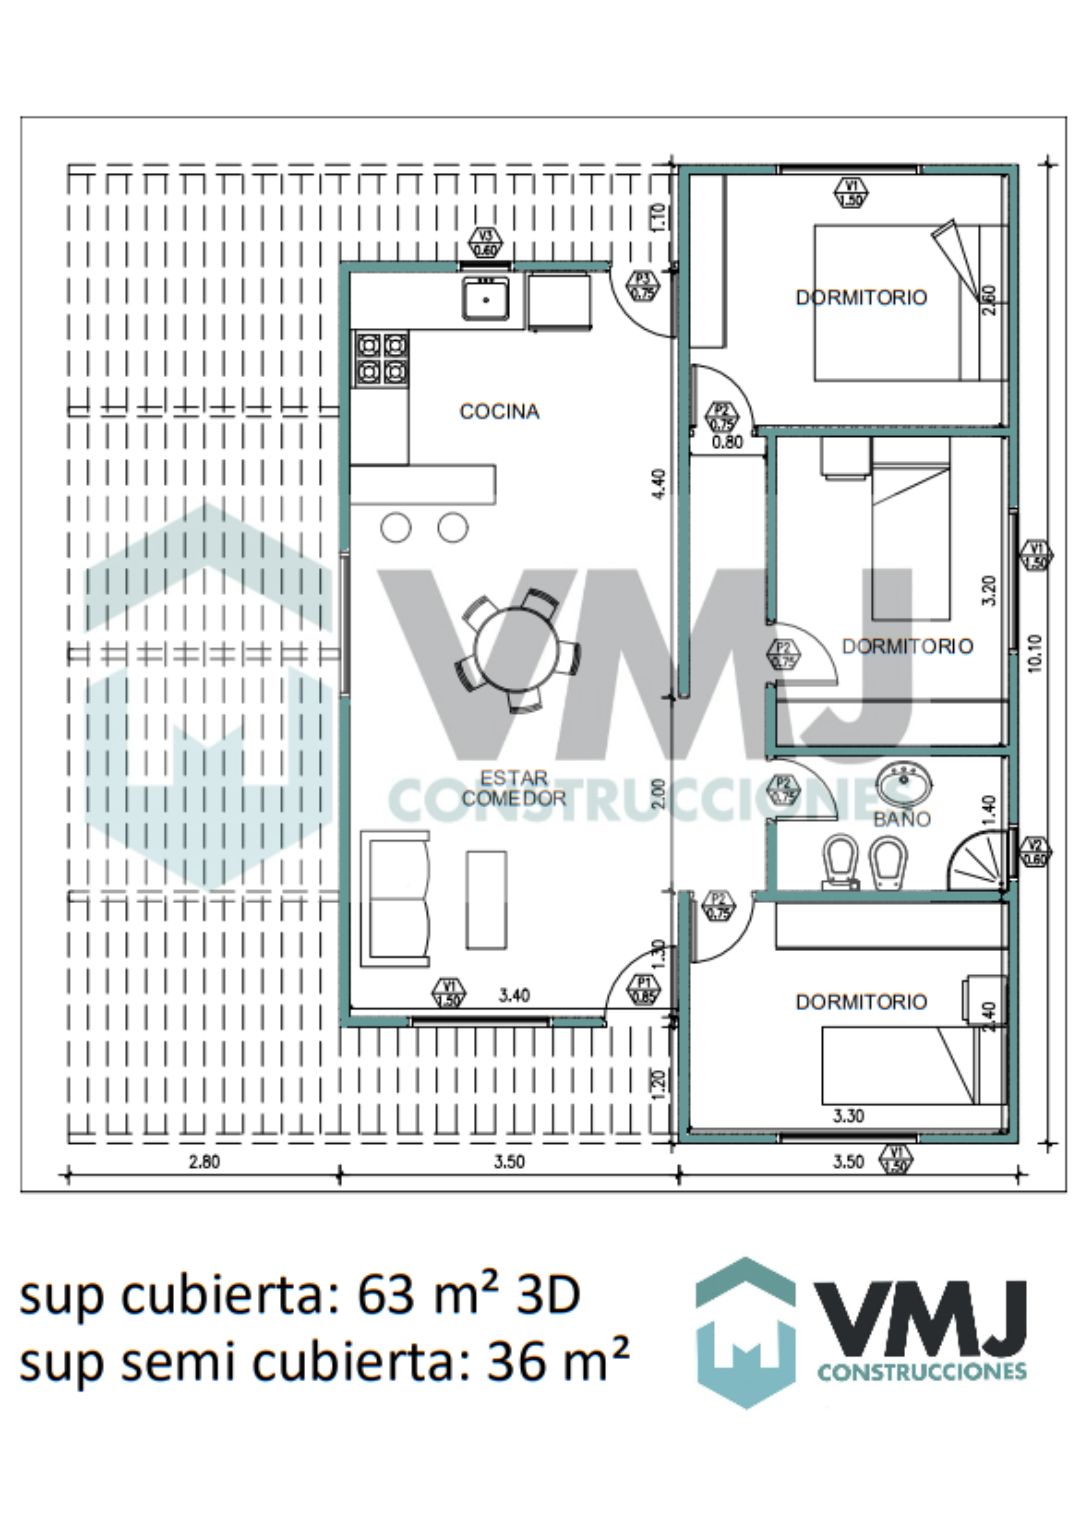 1.10
V1
1.50
V3
0.60
P3
0.75
DORMITORIO
2.60
COCINA
P2
0.75
0.80
4.40
V1
1.50
3.20
DORMITORIO
P2
0.75
10.10
VMJ
CONSTRUCCIONES
ESTAR
COMEDOR
2.00
P2
0.75
1.40
BAÑO
V2
0.60
P2
0.75
1.30
V1
1.50
3.40
P1
0.85
DORMITORIO
2.40
1.20
3.30
2.80
3.50
3.50
V1
1.50
sup cubierta: 63 m² 3D
sup semi cubierta: 36 m²
VMJ
CONSTRUCCIONES